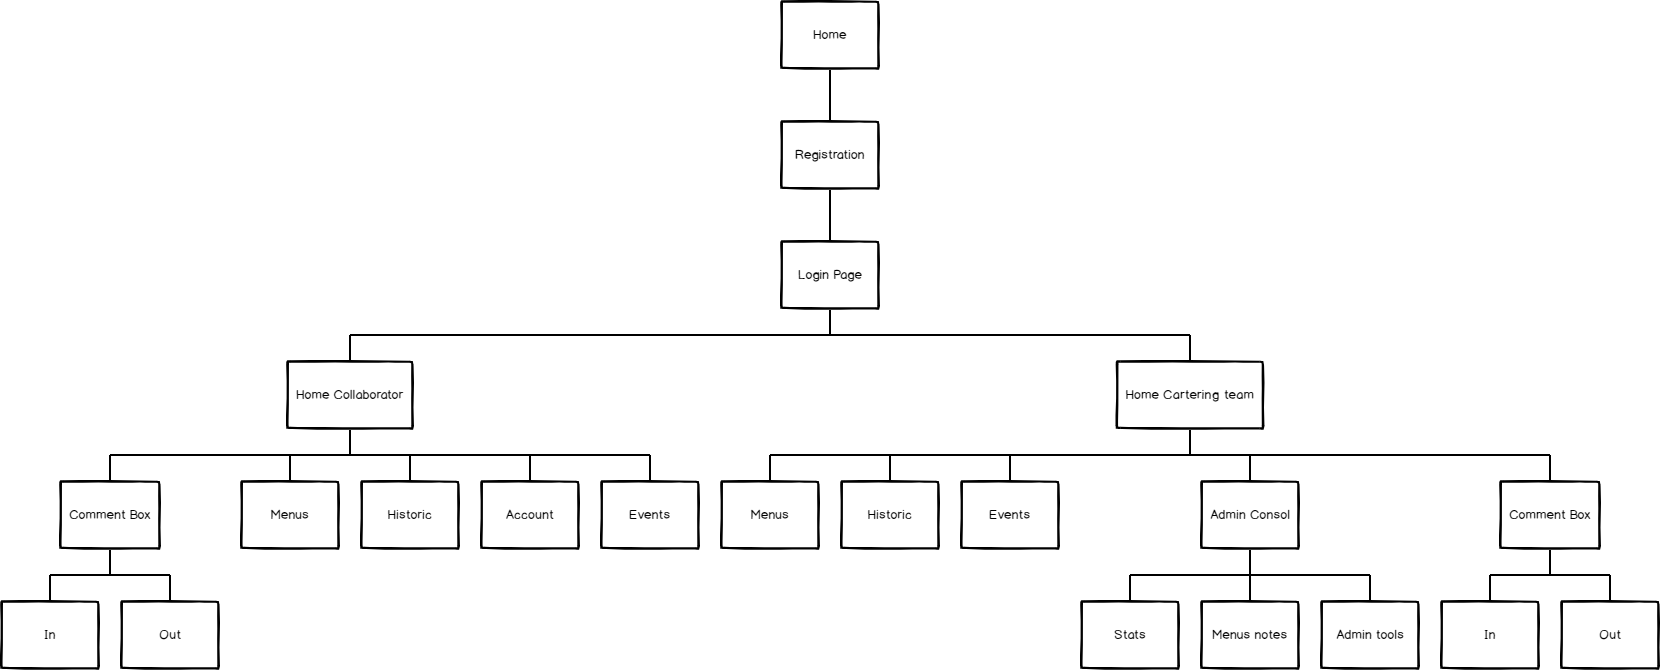 Home
Registration
Login Page
Home Collaborator
Home Cartering team
Comment Box
Menus
Historic
Account
Events
Menus
Historic
Events
Admin Consol
Comment Box
In
Out
Stats
Menus notes
Admin tools
In
Out